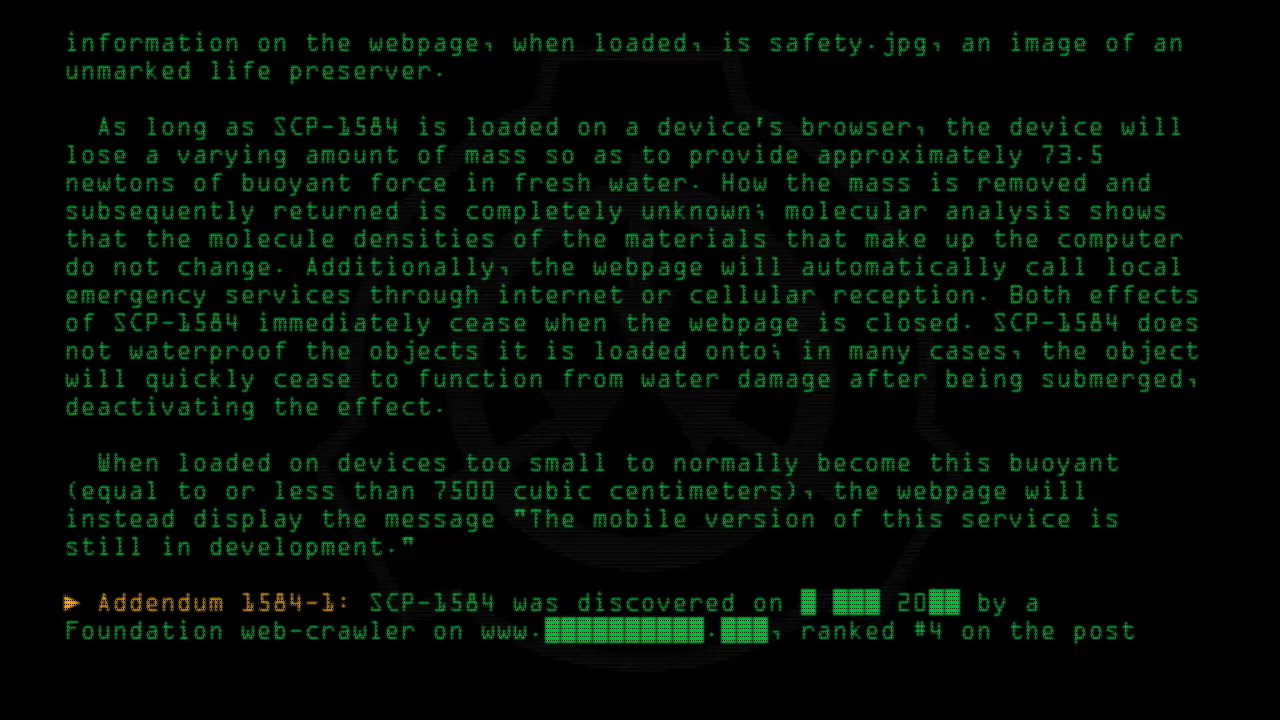 information on the webpage, when loaded, is safety.jpg, an image of an
unmarked life preserver.
As long as SCP-1584 is loaded on a device's browser, the device will
lose a varying amount of mass so as to provide approximately 73.5
newtons of buoyant force in fresh water. How the mass is removed and
subsequently returned is completely unknown; molecular analysis shows
that the molecule densities of the materials that make up the computer
do not change. Additionally, the webpage will automatically call local
emergency services through internet or cellular reception. Both effects
of SCP-1584 immediately cease when the webpage is closed. SCP-1584 does
not waterproof the objects it is loaded onto; in many cases, the object
will quickly cease to function from water damage after being submerged,
deactivating the effect.
When loaded on devices too small to normally become this buoyant
(equal to or less than 7500 cubic centimeters), the webpage will
instead display the message "The mobile version of this service is
still in development."
► Addendum 1584-1: SCP-1584 was discovered on █ ███ 20██ by a
Foundation web-crawler on www.██████████.███, ranked #4 on the post